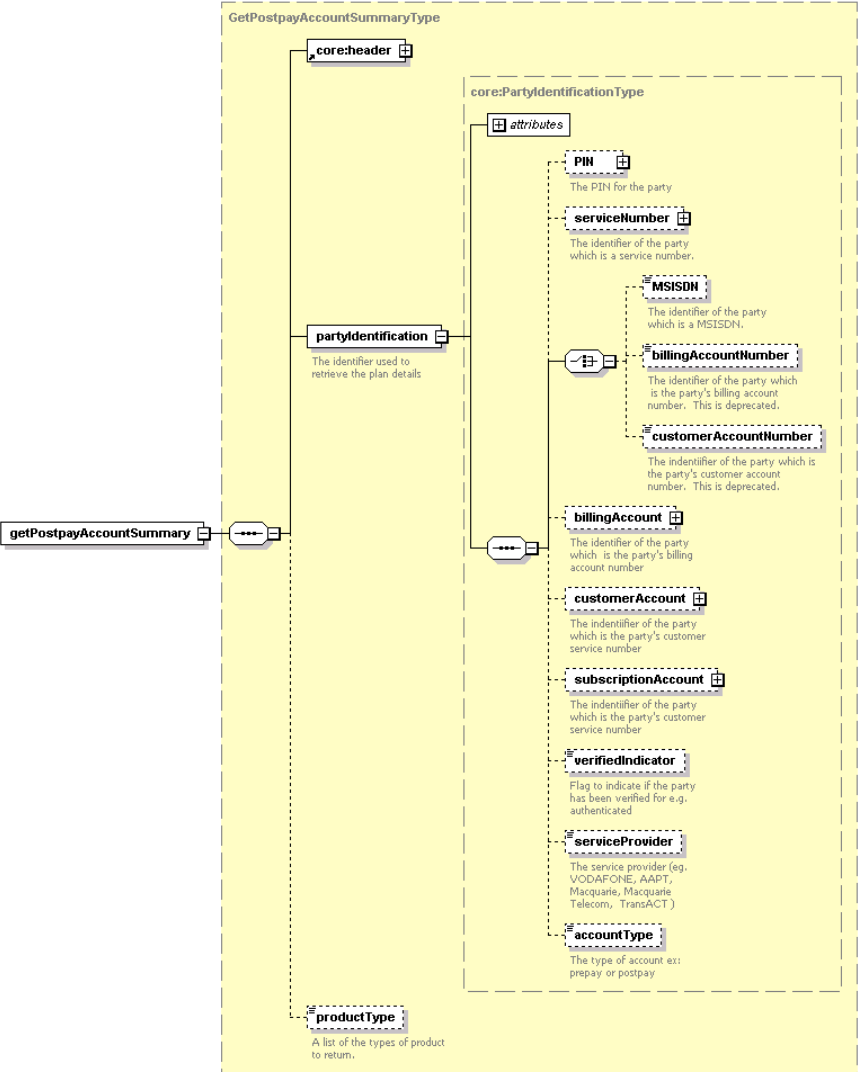 GetPostpayAccountSummaryType
core:header
core:PartyIdentificationType
attributes
PIN
The PIN for the party
serviceNumber
The identifier of the party
which is a service number.
MSISDN
The identifier of the party
which is a MSISDN.
partyIdentification
The identifier used to
retrieve the plan details
billingAccountNumber
The identifier of the party which
is the party's billing account
number. This is deprecated.
customerAccountNumber
The indentiifier of the party which is
the party's customer account
number. This is deprecated.
getPostpayAccountSummary
billingAccount
The identifier of the party
which is the party's billing
account number
customerAccount
The indentiifier of the party
which is the party's customer
service number
subscriptionAccount
The indentiifier of the party
which is the party's customer
service number
verifiedIndicator
Flag to indicate if the party
has been verified for e.g.
authenticated
serviceProvider
The service provider (eg.
VODAFONE, AAPT,
Macquarie, Macquarie
Telecom, TransACT )
accountType
The type of account ex:
prepay or postpay
productType
A list of the types of product
to return.